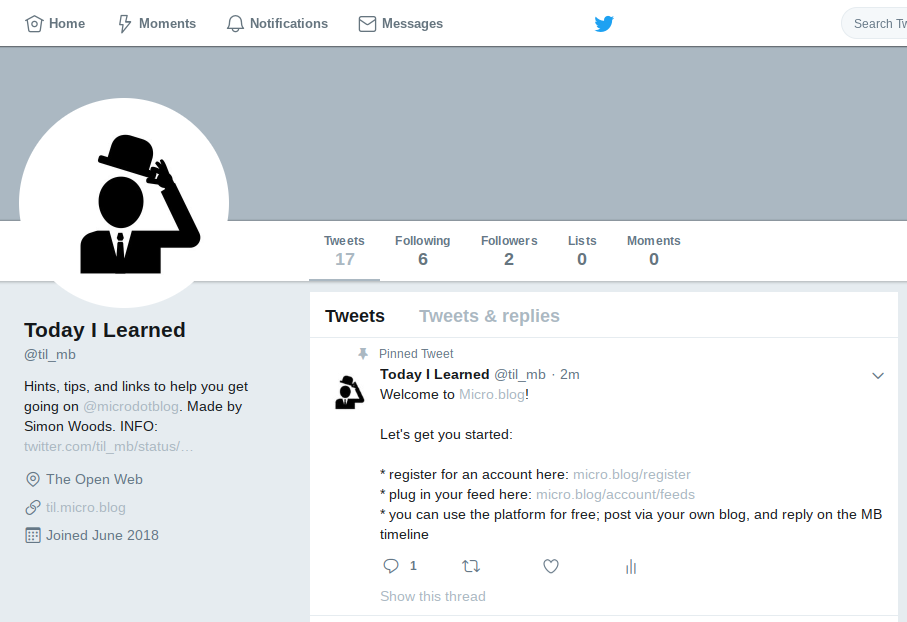 Home Moments Notifications Messages Search Tw
Tweets Following Followers Lists Moments
17 6 2 0 0
Today I Learned
@til_mb
Hints, tips, and links to help you get
going on @microdotblog. Made by
Simon Woods. INFO:
twitter.com/til_mb/status/…
The Open Web
til.micro.blog
Joined June 2018
Tweets Tweets & replies
Pinned Tweet
Today I Learned @til_mb · 2m
Welcome to Micro.blog!
Let's get you started:
* register for an account here: micro.blog/register
* plug in your feed here: micro.blog/account/feeds
* you can use the platform for free; post via your own blog, and reply on the MB
timeline
1
Show this thread